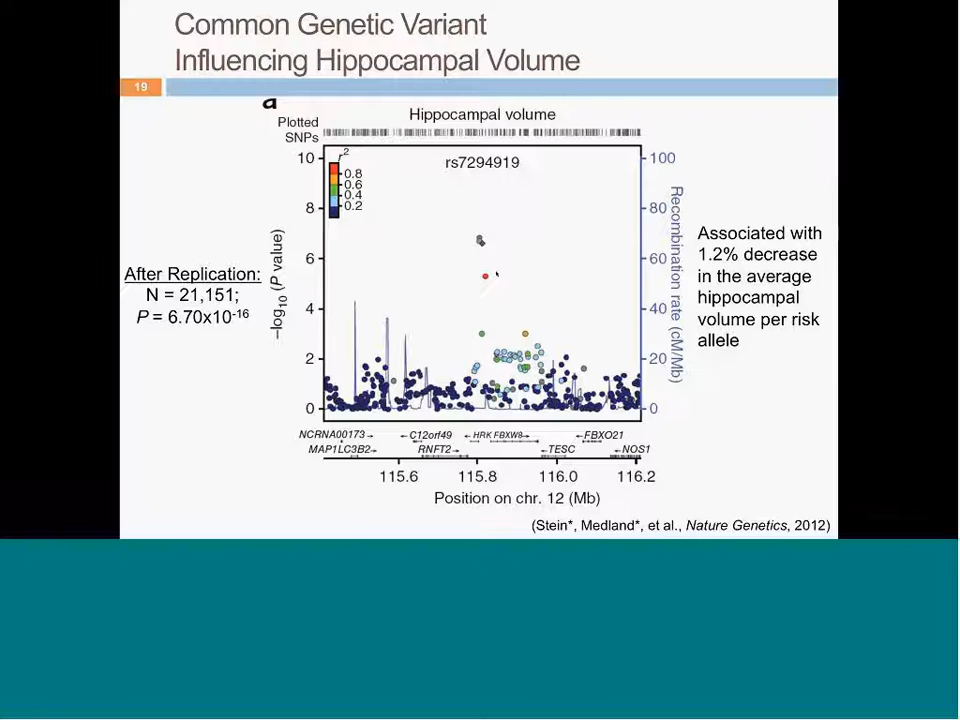 Common Genetic Variant
Influencing Hippocampal Volume
19
a
Hippocampal volume
Plotted
SNPs
rs7294919
r2
0.8
0.6
0.4
0.2
10
8
6
4
2
0
–log10 (P value)
100
80
60
40
20
0
Recombination rate (cM/Mb)
After Replication:
N = 21,151;
P = 6.70x10-16
Associated with
1.2% decrease
in the average
hippocampal
volume per risk
allele
NCRNA00173→ ←C12orf49 ←HRK FBXW8→ ←FBXO21
MAP1LC3B2→ RNFT2→ ←TESC ←NOS1
115.6 115.8 116.0 116.2
Position on chr. 12 (Mb)
(Stein*, Medland*, et al., Nature Genetics, 2012)